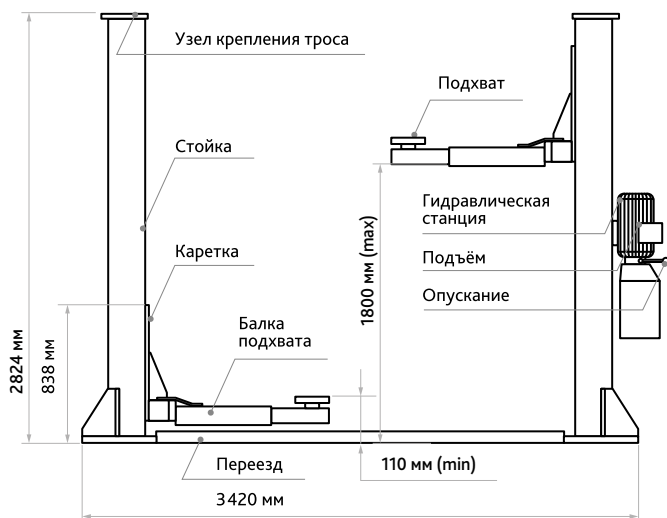 Узел крепления троса
Подхват
Стойка
Гидравлическая
станция
Каретка
Подъём
Опускание
Балка
подхвата
1800 мм (max)
2824 мм
838 мм
Переезд
110 мм (min)
3420 мм